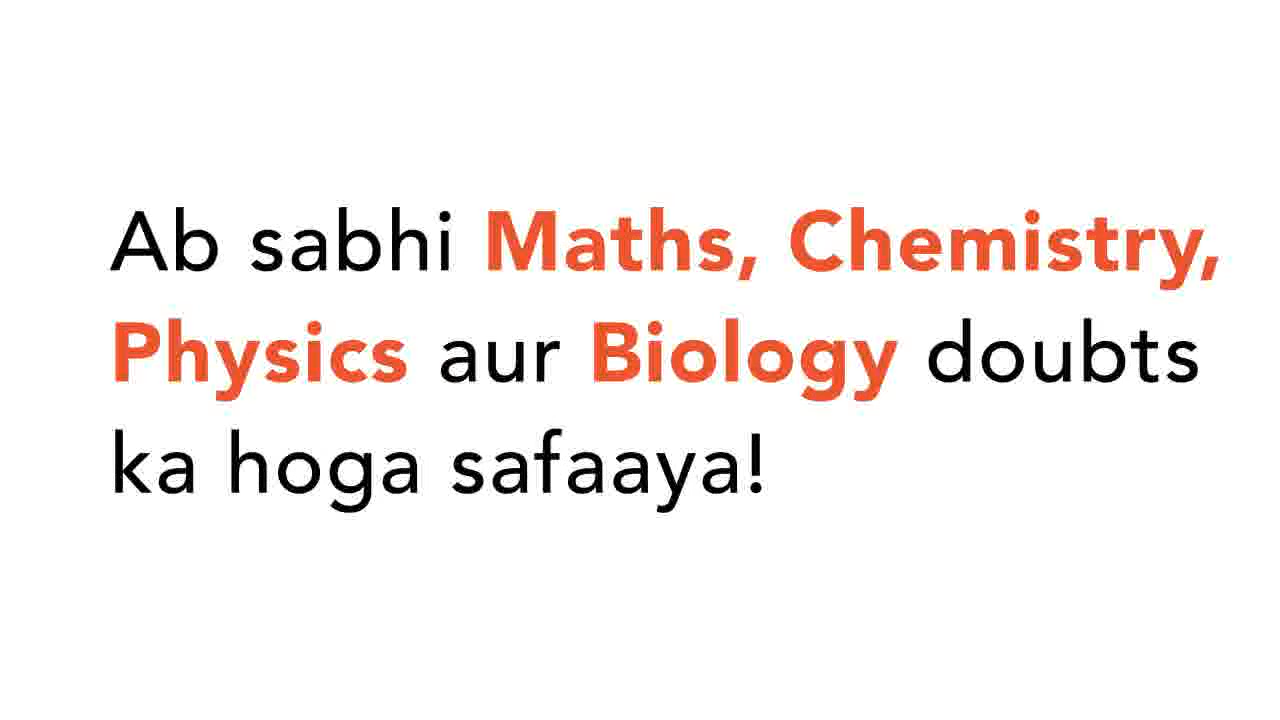 Ab sabhi Maths, Chemistry,
Physics aur Biology doubts
ka hoga safaaya!